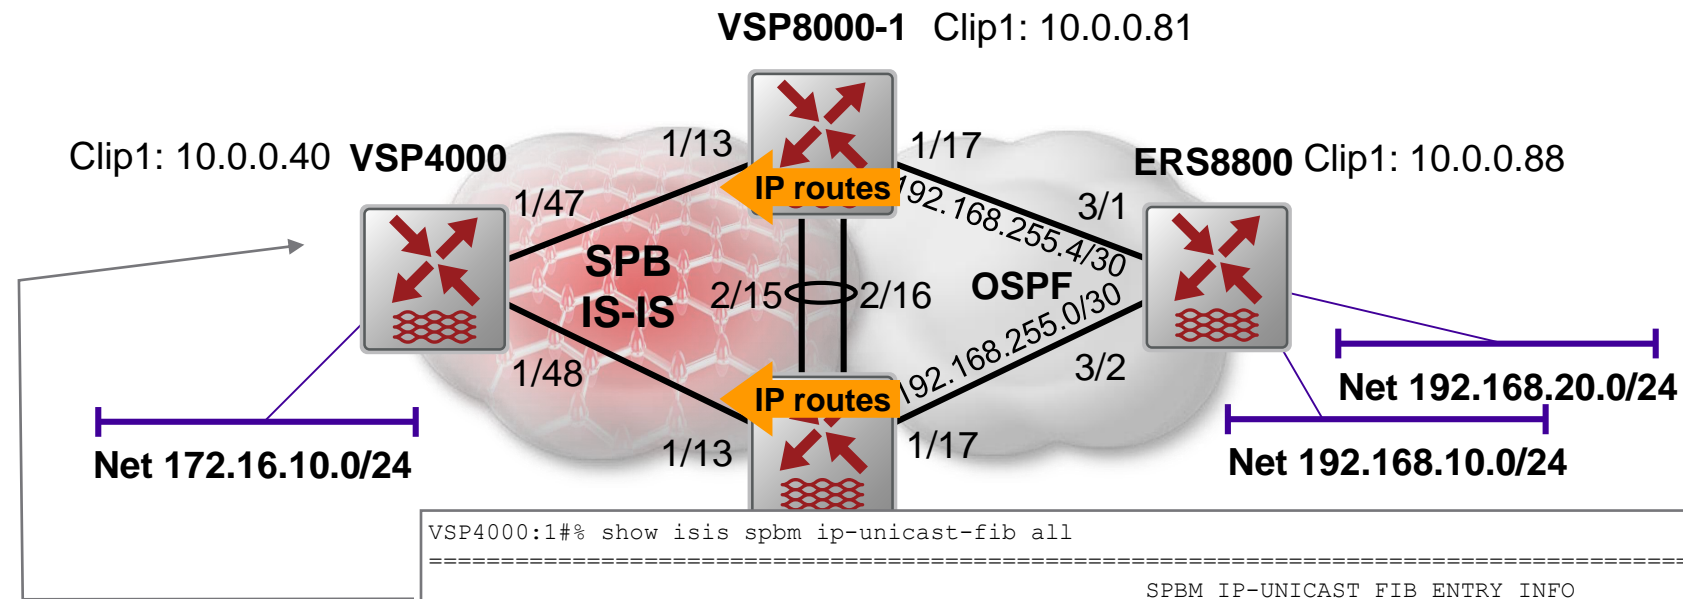 VSP8000-1 Clip1: 10.0.0.81
Clip1: 10.0.0.40 VSP4000
1/13
1/17
ERS8800 Clip1: 10.0.0.88
IP routes
1/47
192.168.255.4/30
3/1
SPB
IS-IS
2/15
2/16
OSPF
192.168.255.0/30
1/48
3/2
IP routes
Net 192.168.20.0/24
1/13
1/17
Net 172.16.10.0/24
Net 192.168.10.0/24
VSP4000:1#% show isis spbm ip-unicast-fib all
================================================================================
SPBM IP-UNICAST FIB ENTRY INFO